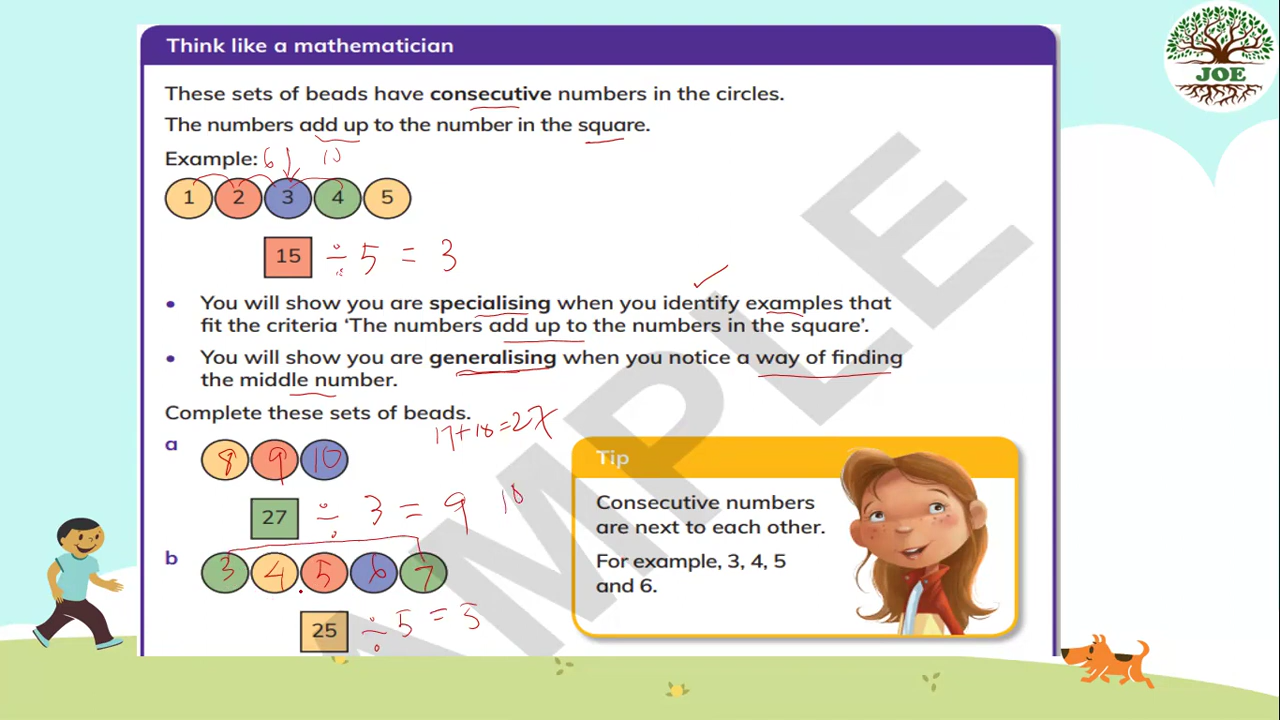 Think like a mathematician
JOE
These sets of beads have consecutive numbers in the circles.
The numbers add up to the number in the square.
Example: 6 10
1 2 3 4 5
15 ÷ 5 = 3
• You will show you are specialising when you identify examples that
fit the criteria ‘The numbers add up to the numbers in the square’.
• You will show you are generalising when you notice a way of finding
the middle number.
Complete these sets of beads.
17+18=27
a
8 9 10
27 ÷ 3 = 9 18
b
3 4 5 6 7
25 ÷ 5 = 5
Tip
Consecutive numbers
are next to each other.
For example, 3, 4, 5
and 6.
SAMPLE